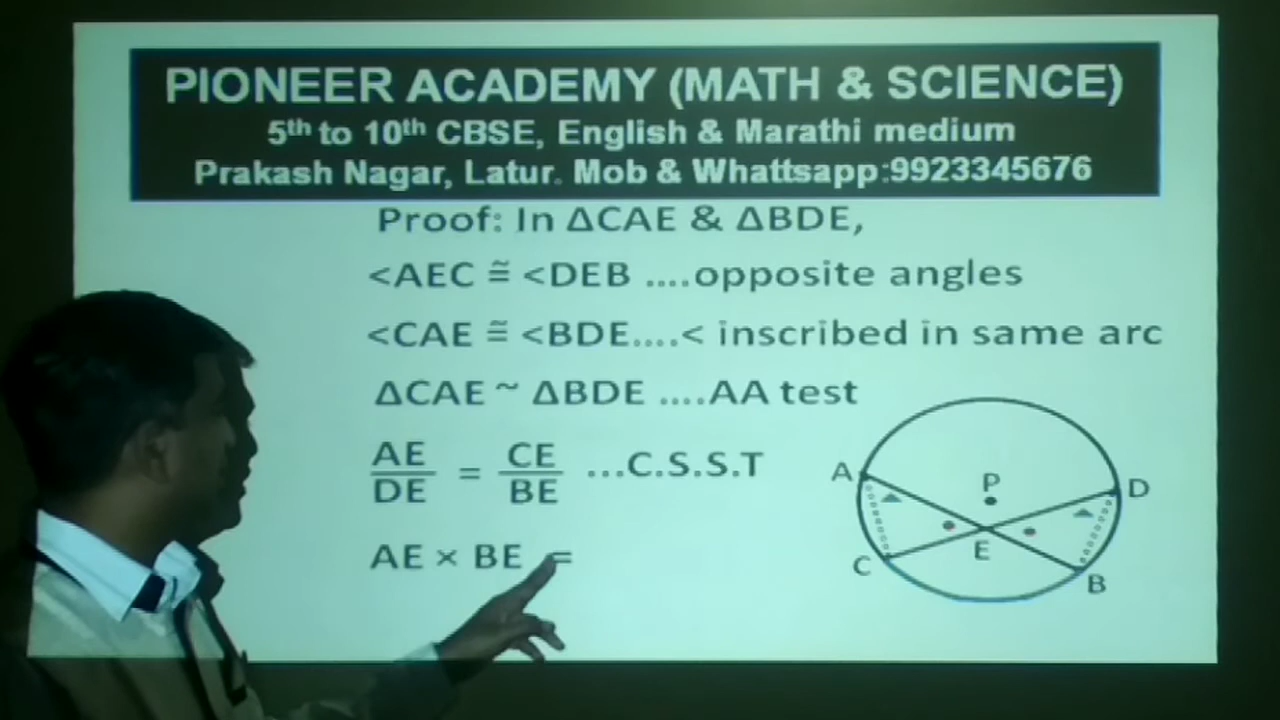 PIONEER ACADEMY (MATH & SCIENCE)
5th to 10th CBSE, English & Marathi medium
Prakash Nagar, Latur. Mob & Whattsapp:9923345676
Proof: In ΔCAE & ΔBDE,
<AEC ≅ <DEB ....opposite angles
<CAE ≅ <BDE....< inscribed in same arc
ΔCAE ~ ΔBDE ....AA test
AE/DE = CE/BE ...C.S.S.T
AE × BE =
A
P
D
E
C
B